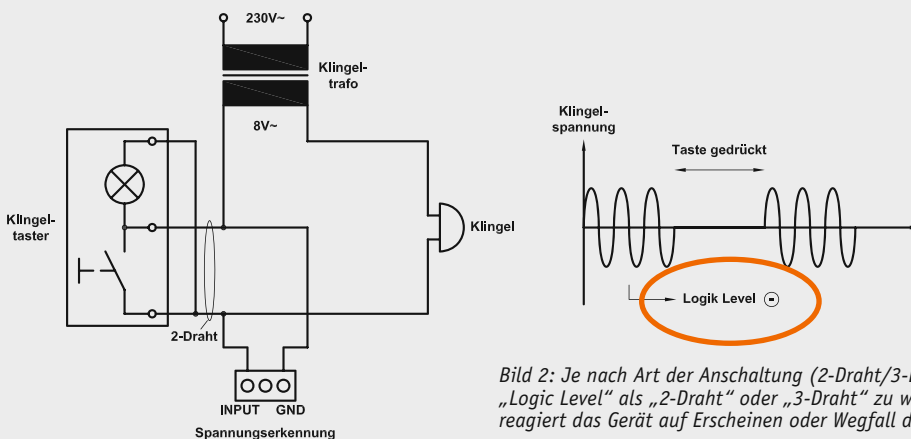 230V~
Klingel-
trafo
8V~
Klingel-
taster
2-Draht
Klingel
INPUT GND
Spannungserkennung
Klingel-
spannung
Taste gedrückt
Logik Level -
Bild 2: Je nach Art der Anschaltung (2-Draht/3-
„Logic Level“ als „2-Draht“ oder „3-Draht“ zu w
reagiert das Gerät auf Erscheinen oder Wegfall d